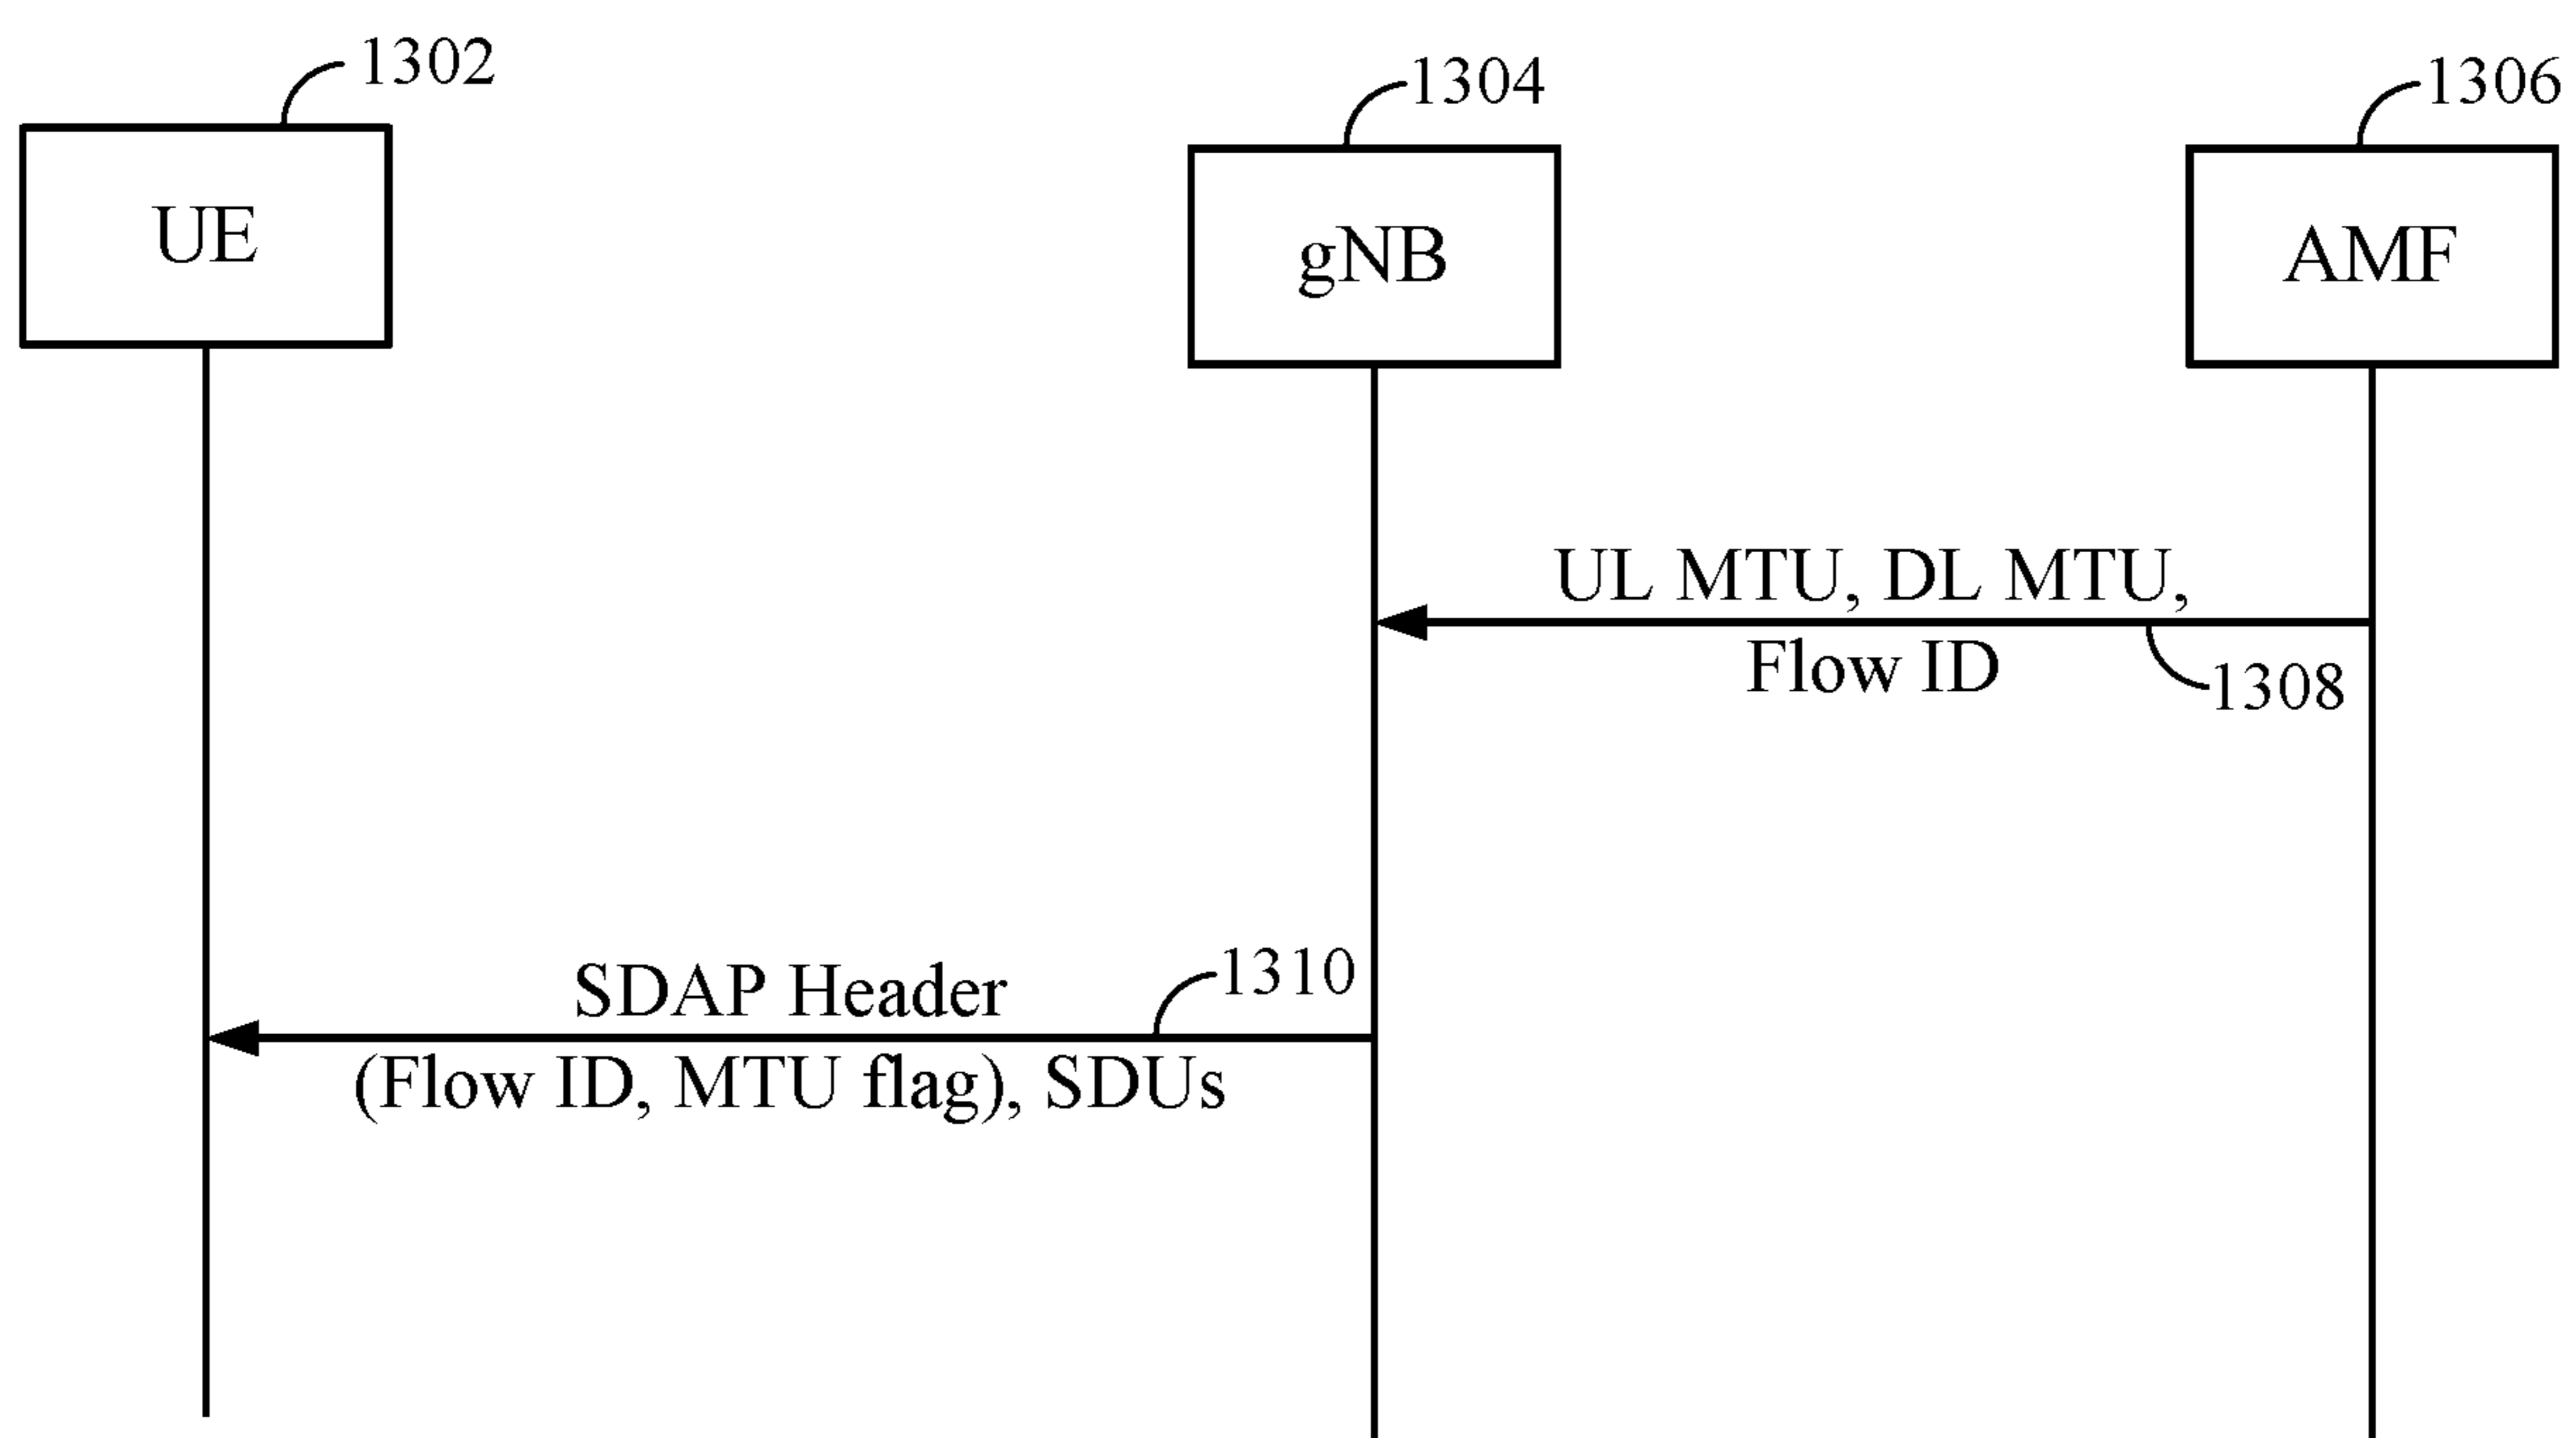 1302
1304
1306
UE
gNB
AMF
UL MTU, DL MTU,
Flow ID
1308
SDAP Header
1310
(Flow ID, MTU flag), SDUs